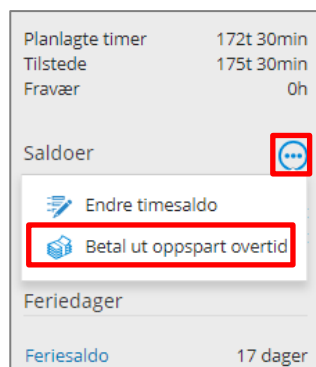 Planlagte timer 172t 30min
Tilstede 175t 30min
Fravær 0h
Saldoer
Endre timesaldo
Betal ut oppspart overtid
Feriedager
Feriesaldo 17 dager